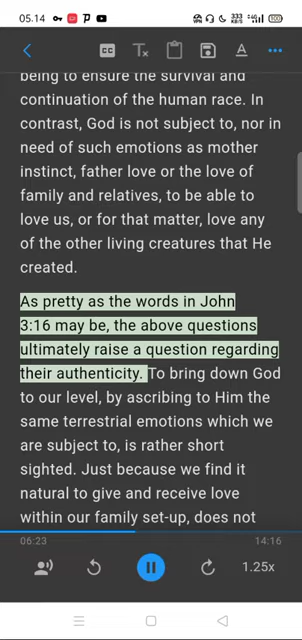 05.14
333
KB/S
being to ensure the survival and
continuation of the human race. In
contrast, God is not subject to, nor in
need of such emotions as mother
instinct, father love or the love of
family and relatives, to be able to
love us, or for that matter, love any
of the other living creatures that He
created.
As pretty as the words in John
3:16 may be, the above questions
ultimately raise a question regarding
their authenticity. To bring down God
to our level, by ascribing to Him the
same terrestrial emotions which we
are subject to, is rather short
sighted. Just because we find it
natural to give and receive love
within our family set-up, does not
06:23
14:16
1.25x